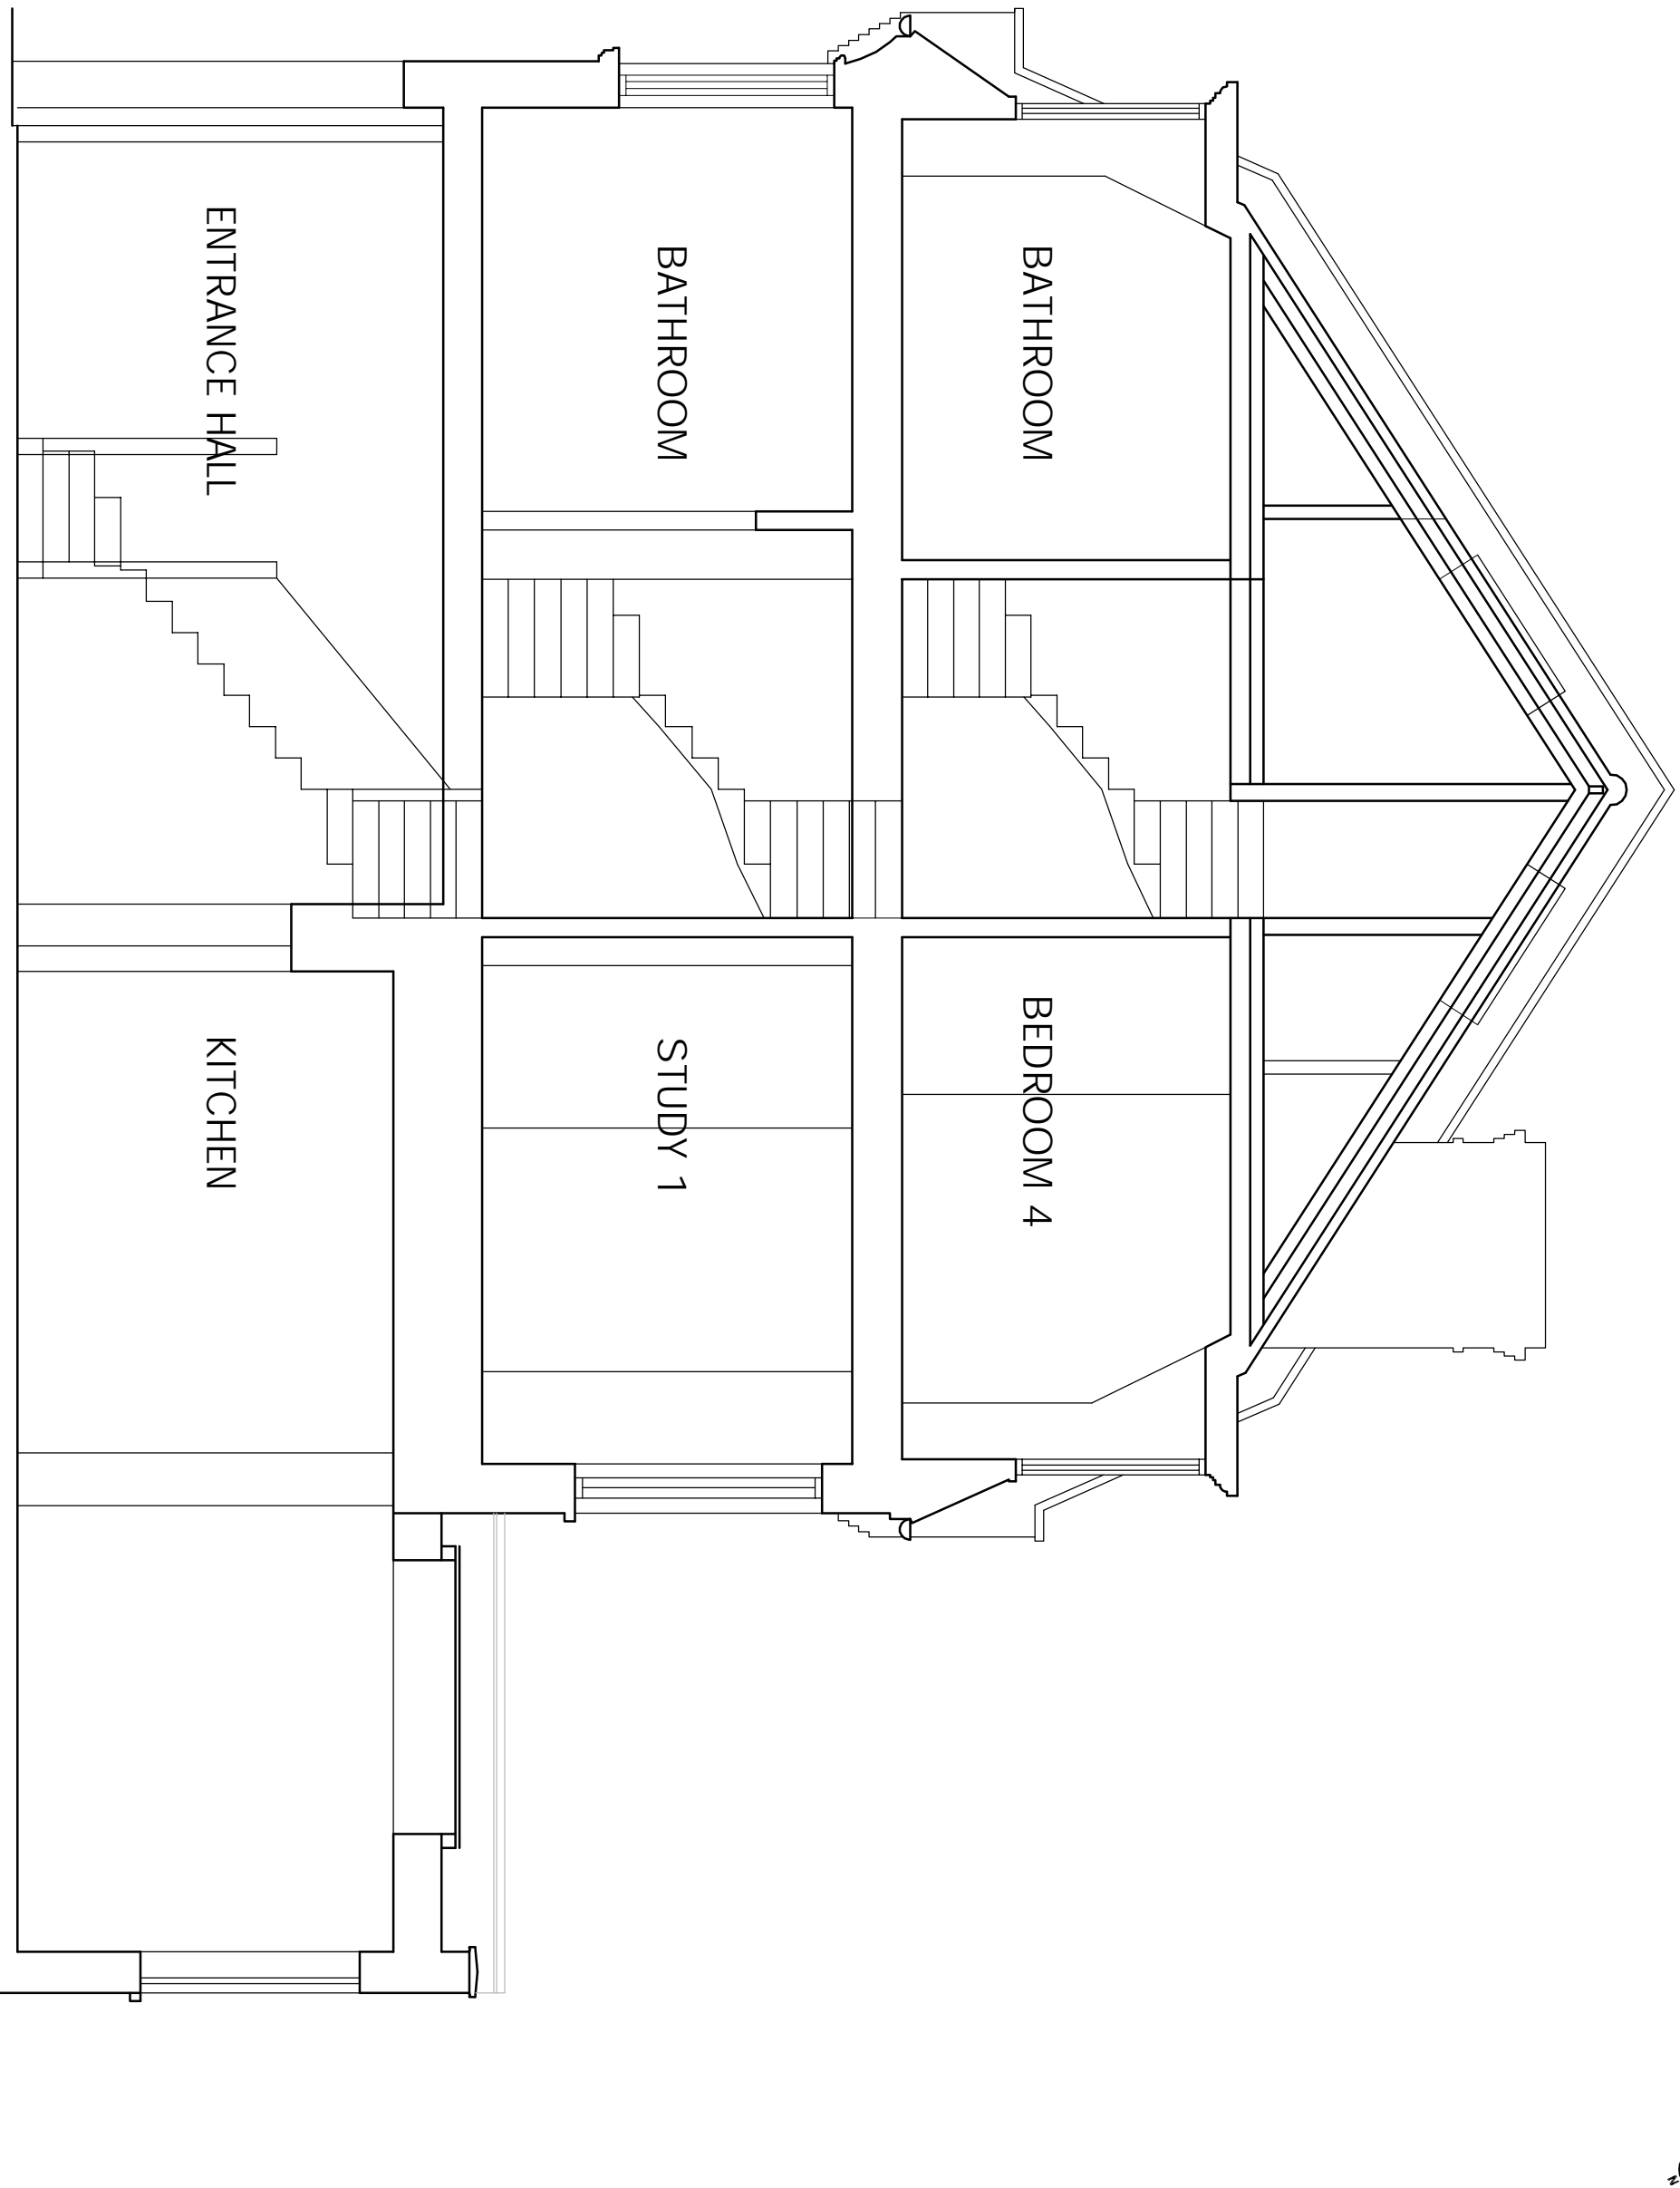 BATHROOM
BEDROOM 4
BATHROOM
STUDY 1
ENTRANCE HALL
KITCHEN